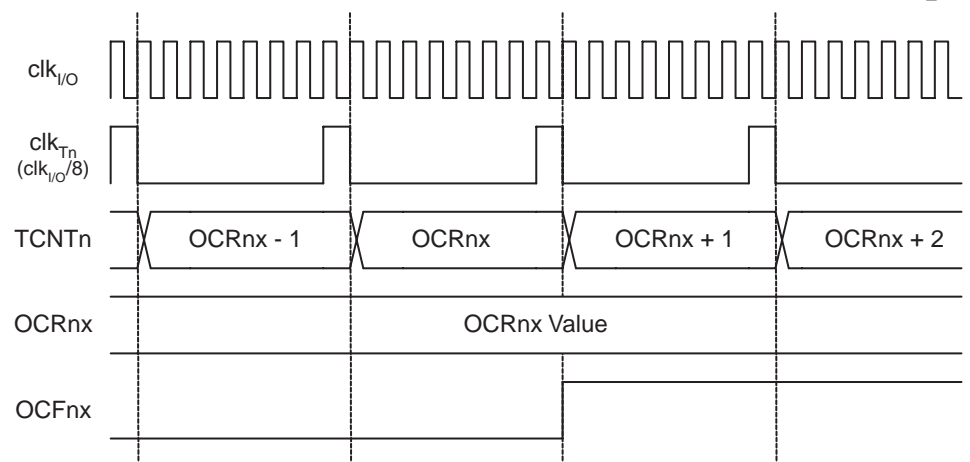 clkI/O
clkTn
(clkI/O/8)
TCNTn
OCRnx - 1
OCRnx
OCRnx + 1
OCRnx + 2
OCRnx
OCRnx Value
OCFnx